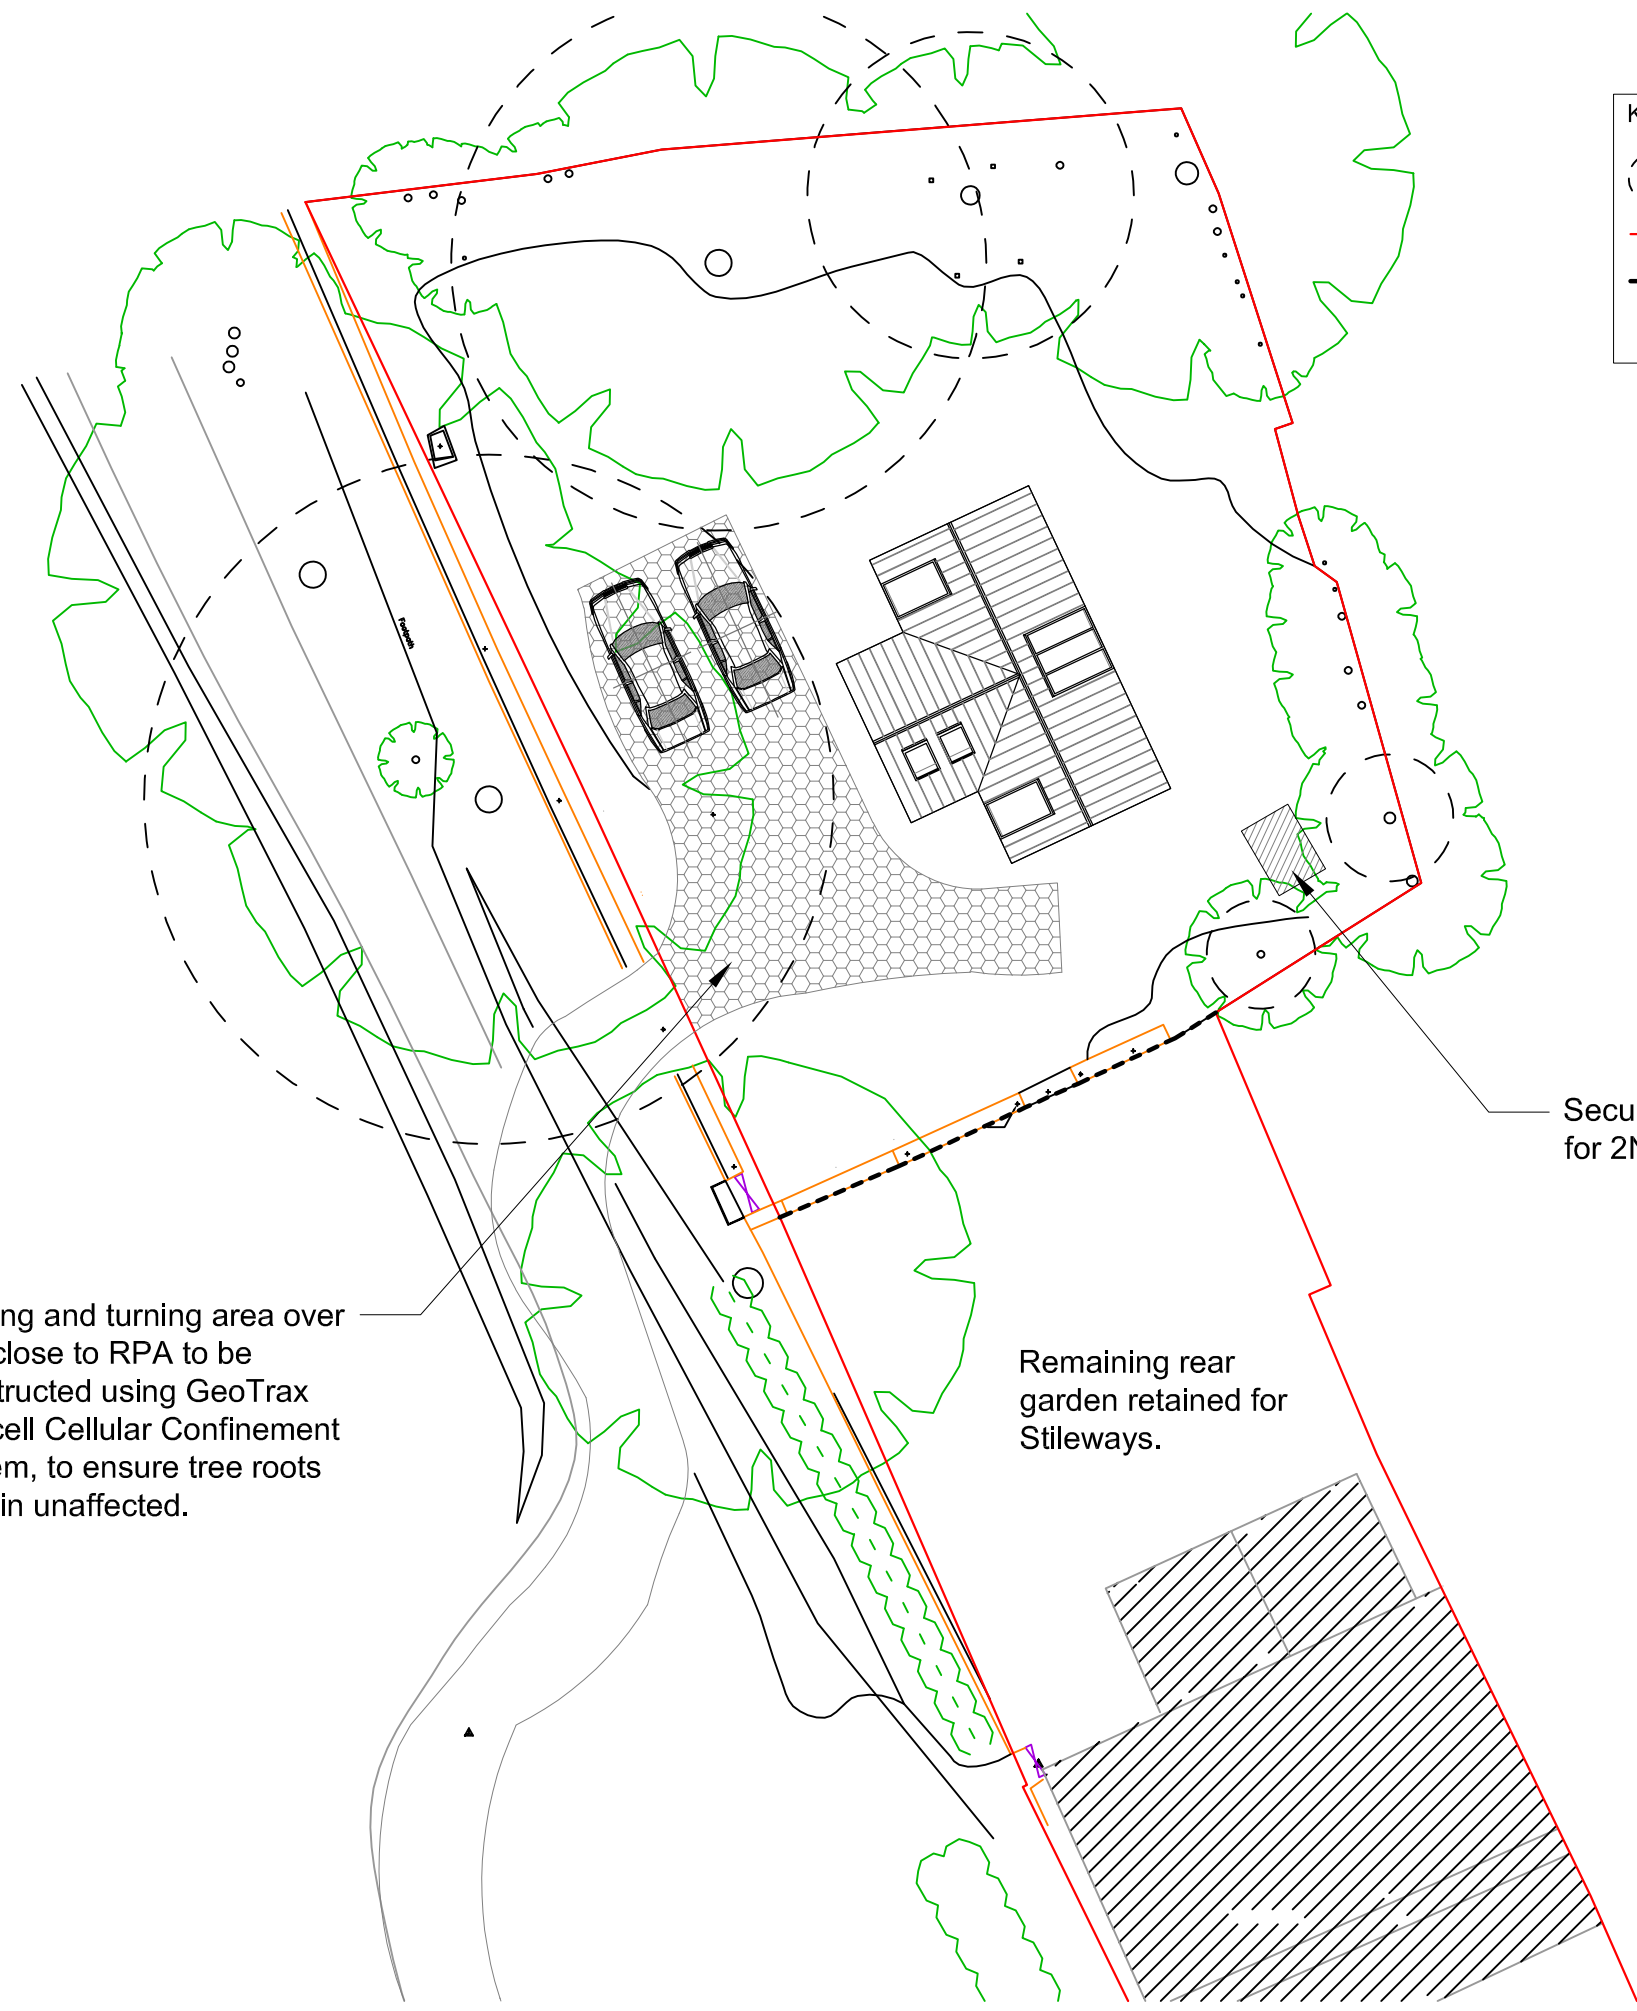 K
Footpath
Secu
for 2N
ing and turning area over
close to RPA to be
tructed using GeoTrax
cell Cellular Confinement
em, to ensure tree roots
in unaffected.
Remaining rear
garden retained for
Stileways.